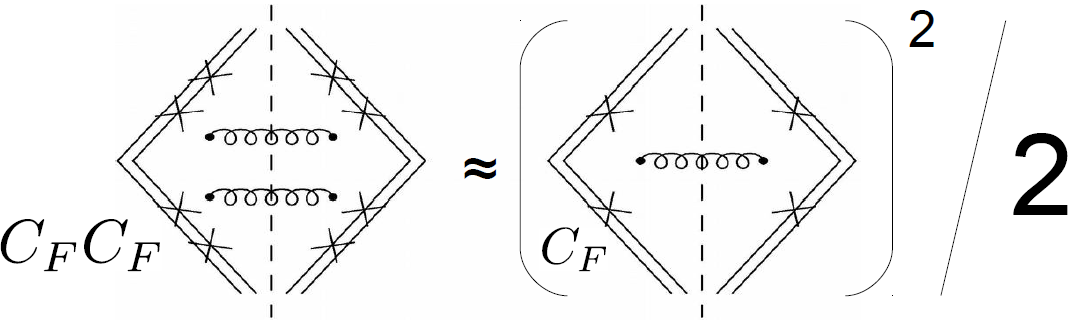 C_F C_F ≈ ( C_F )^2 / 2